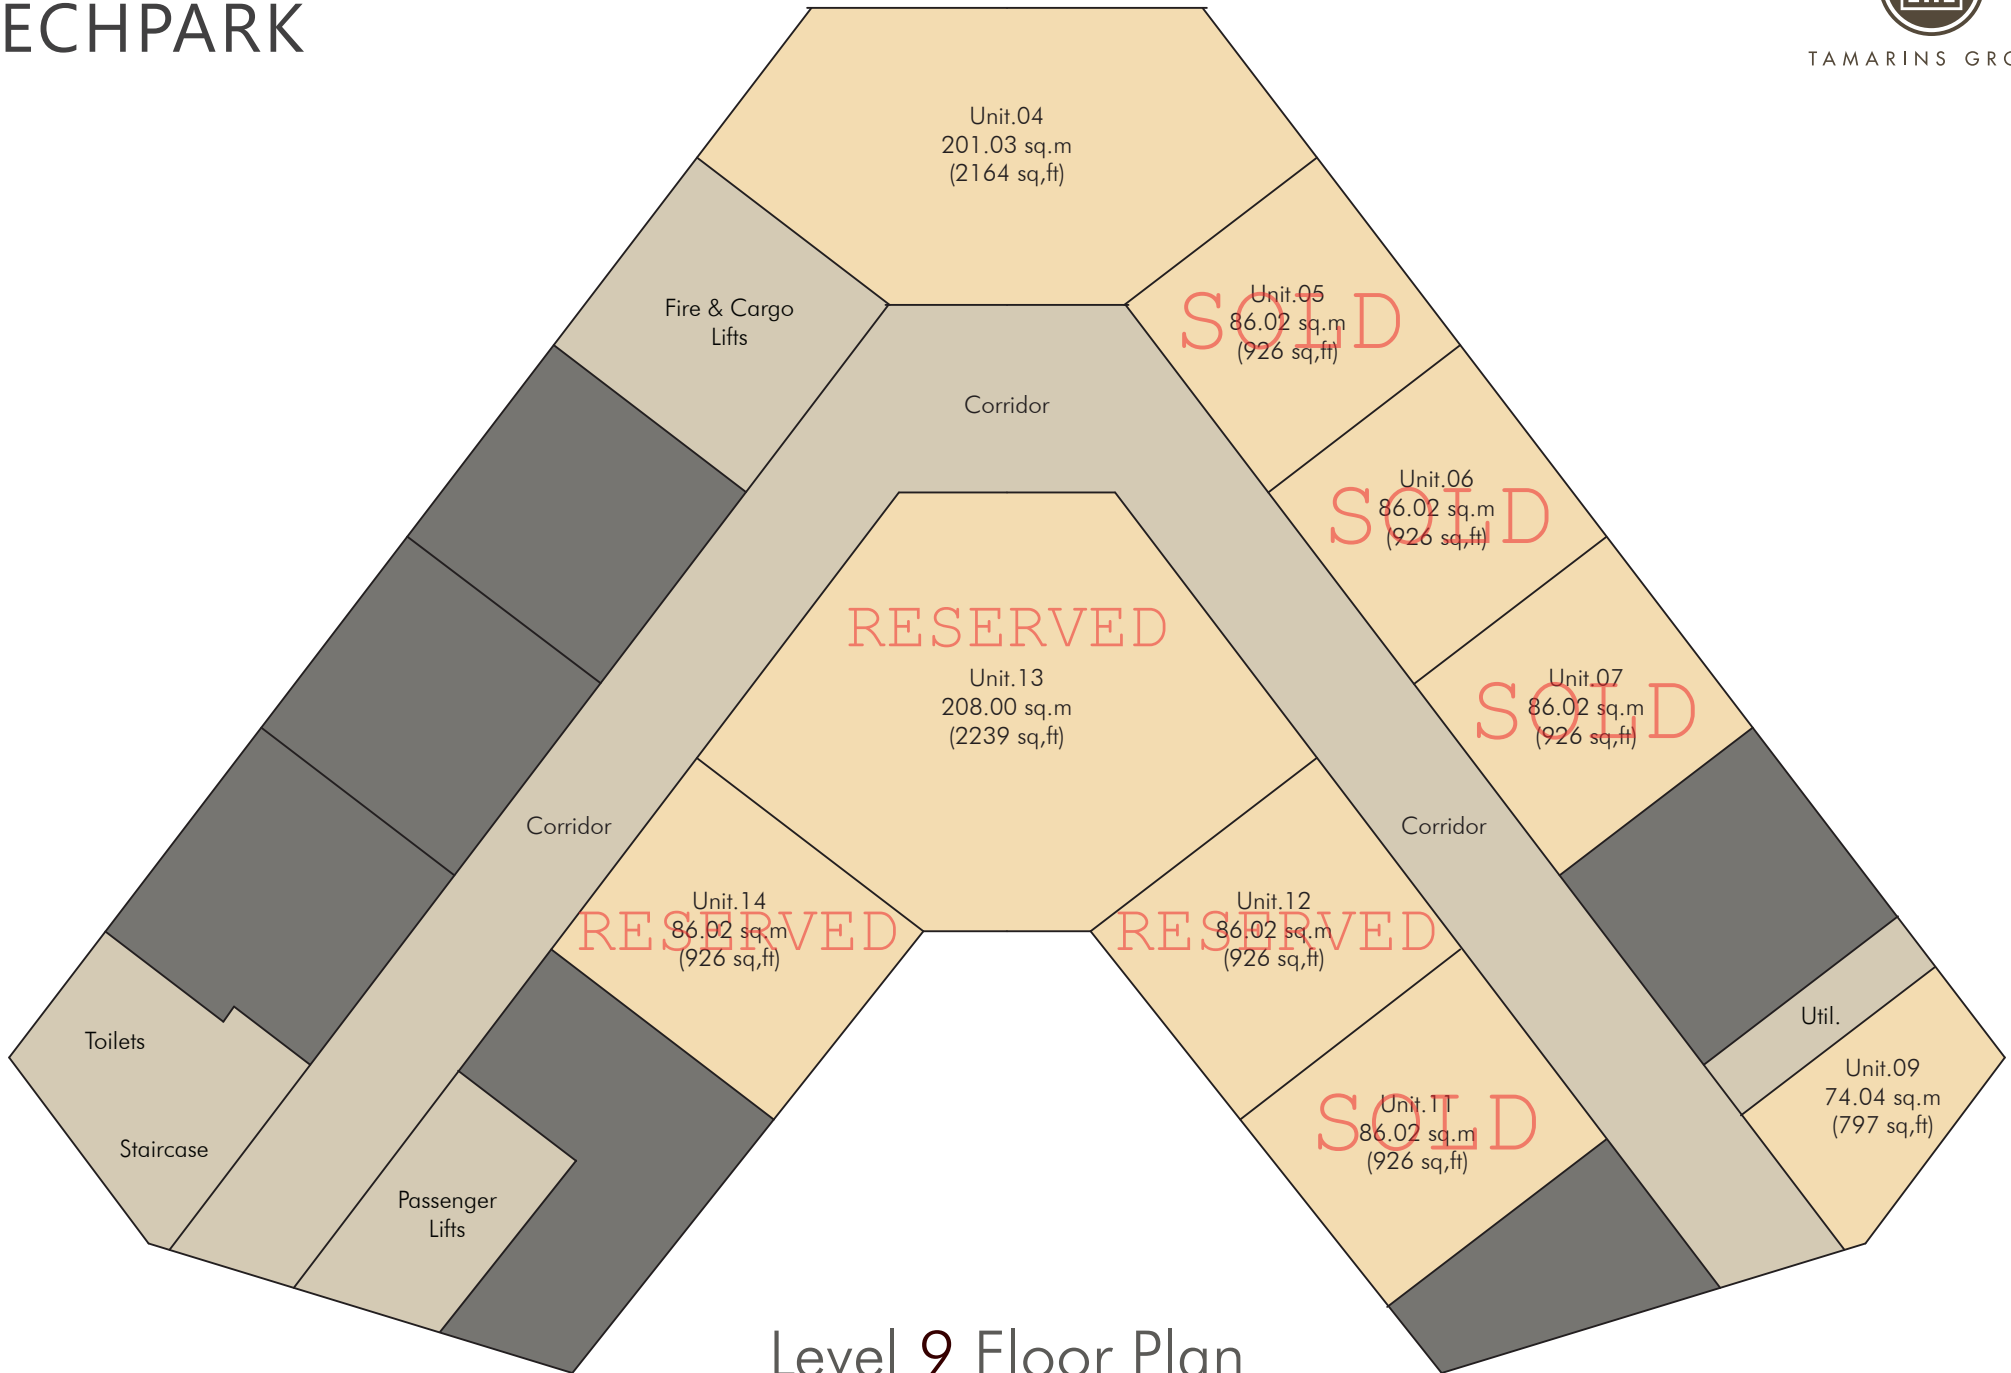 ECHPARK
TAMARINS
Unit.04
201.03 sq.m
(2164 sq,ft)
Fire & Cargo
Lifts
Unit.05
SOLD
86.02 sq.m
(926 sq,ft)
Corridor
Unit.06
SOLD
86.02 sq.m
(926 sq,ft)
RESERVED
Unit.13
208.00 sq.m
(2239 sq,ft)
Unit.07
SOLD
86.02 sq.m
(926 sq,ft)
Corridor
Corridor
Unit.14
RESERVED
86.02 sq.m
(926 sq,ft)
Unit.12
RESERVED
86.02 sq.m
(926 sq,ft)
Toilets
Staircase
Passenger
Lifts
Unit.11
SOLD
86.02 sq.m
(926 sq,ft)
Util.
Unit.09
74.04 sq.m
(797 sq,ft)
Level 9 Floor Plan